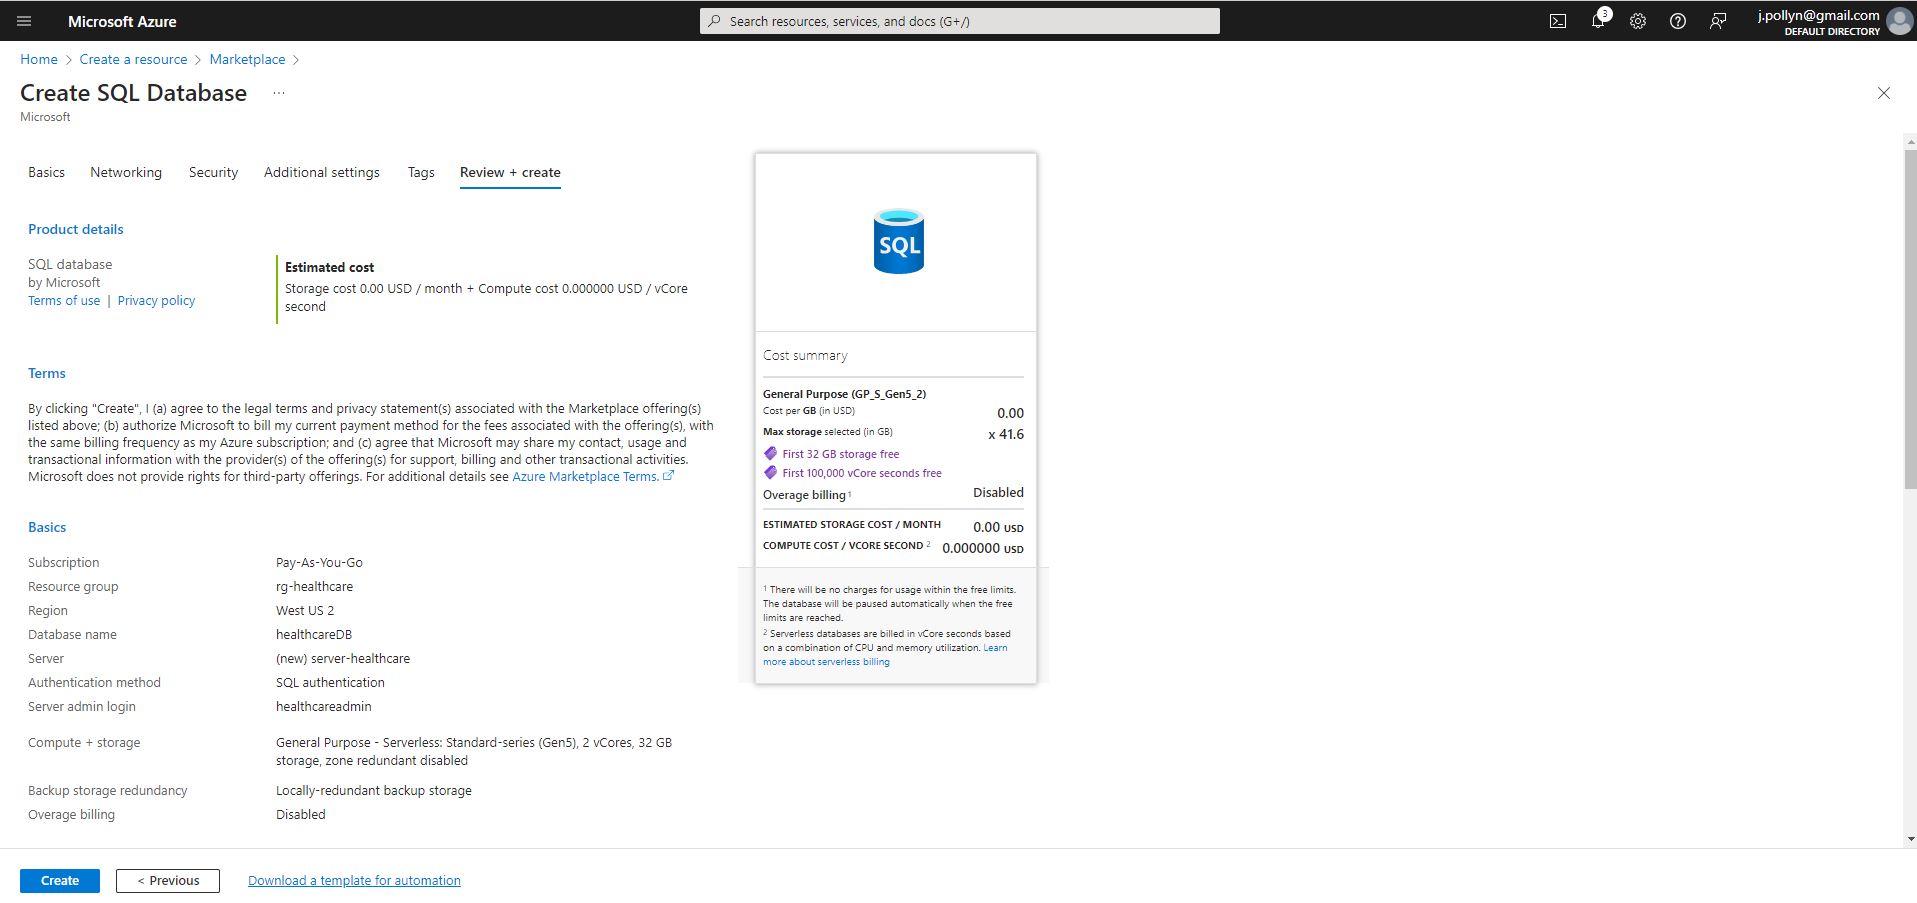 Microsoft Azure
Search resources, services, and docs (G+/)
3
j.pollyn@gmail.com
DEFAULT DIRECTORY
Home > Create a resource > Marketplace >
Create SQL Database ...
Microsoft
Basics Networking Security Additional settings Tags Review + create
Product details
SQL database
by Microsoft
Terms of use | Privacy policy
Estimated cost
Storage cost 0.00 USD / month + Compute cost 0.000000 USD / vCore
second
Terms
By clicking "Create", I (a) agree to the legal terms and privacy statement(s) associated with the Marketplace offering(s)
listed above; (b) authorize Microsoft to bill my current payment method for the fees associated with the offering(s), with
the same billing frequency as my Azure subscription; and (c) agree that Microsoft may share my contact, usage and
transactional information with the provider(s) of the offering(s) for support, billing and other transactional activities.
Microsoft does not provide rights for third-party offerings. For additional details see Azure Marketplace Terms.
Basics
Subscription Pay-As-You-Go
Resource group rg-healthcare
Region West US 2
Database name healthcareDB
Server (new) server-healthcare
Authentication method SQL authentication
Server admin login healthcareadmin
Compute + storage General Purpose - Serverless: Standard-series (Gen5), 2 vCores, 32 GB
storage, zone redundant disabled
Backup storage redundancy Locally-redundant backup storage
Overage billing Disabled
SQL
Cost summary
General Purpose (GP_S_Gen5_2)
Cost per GB (in USD) 0.00
Max storage selected (in GB) x 41.6
First 32 GB storage free
First 100,000 vCore seconds free
Overage billing 1 Disabled
ESTIMATED STORAGE COST / MONTH 0.00 USD
COMPUTE COST / VCORE SECOND 2 0.000000 USD
1 There will be no charges for usage within the free limits.
The database will be paused automatically when the free
limits are reached.
2 Serverless databases are billed in vCore seconds based
on a combination of CPU and memory utilization. Learn
more about serverless billing
Create < Previous Download a template for automation